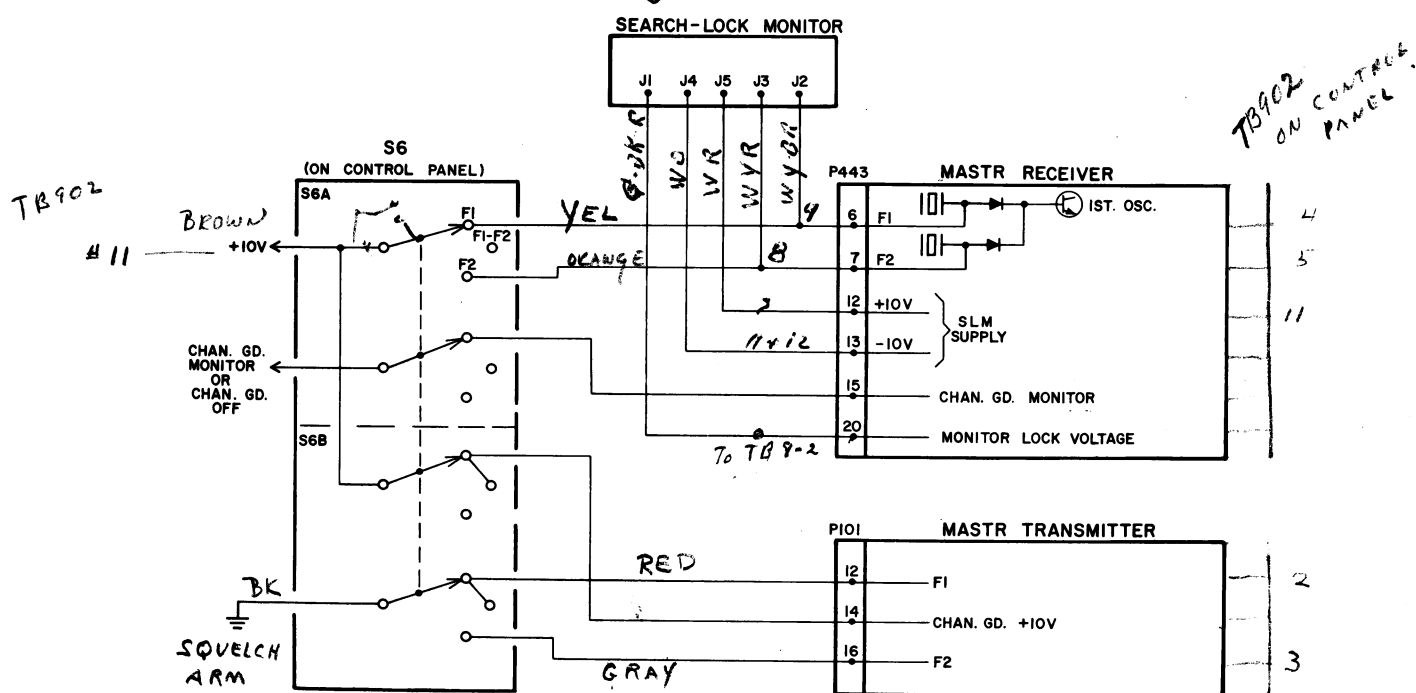 SEARCH-LOCK MONITOR
J1 J4 J5 J3 J2
WO
WR
WYR
TB902
ON CONTROL
PANEL
S6
(ON CONTROL PANEL)
S6A
TB902
BROWN
#11
+10V
F1
F1-F2
F2
YEL
ORANGE
CHAN. GD.
MONITOR
OR
CHAN. GD.
OFF
S6B
BK
SQUELCH
ARM
RED
GRAY
P443
MASTR RECEIVER
6 F1
1ST. OSC.
4
7 F2
5
12 +10V
11
SLM
SUPPLY
13 -10V
15 CHAN. GD. MONITOR
20 MONITOR LOCK VOLTAGE
To TB 8-2
P101
MASTR TRANSMITTER
12 F1
2
14 CHAN. GD. +10V
16 F2
3